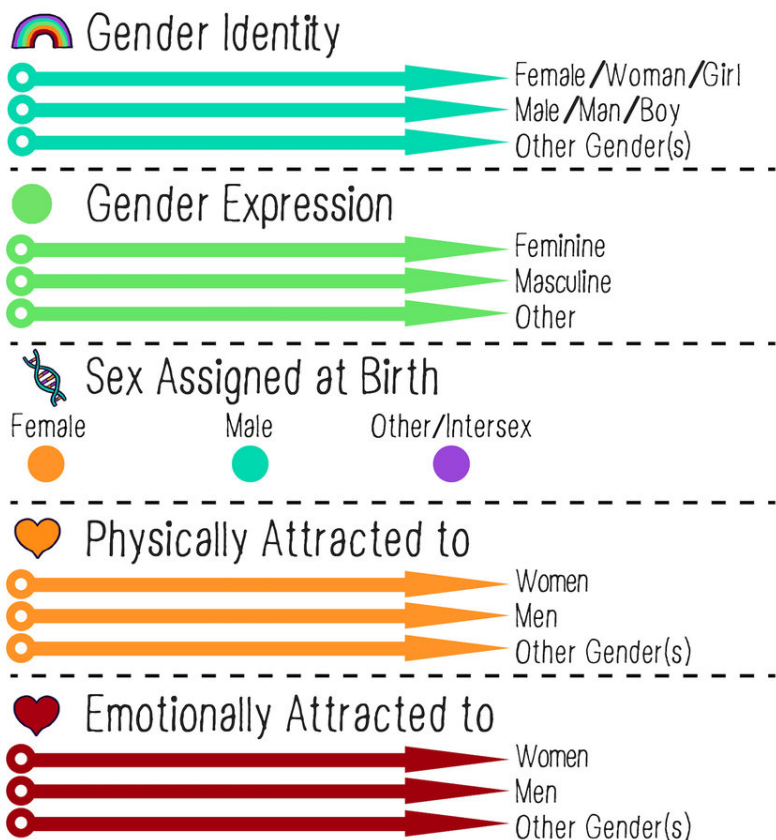 Gender Identity
Female/Woman/Girl
Male/Man/Boy
Other Gender(s)
Gender Expression
Feminine
Masculine
Other
Sex Assigned at Birth
Female Male Other/Intersex
Physically Attracted to
Women
Men
Other Gender(s)
Emotionally Attracted to
Women
Men
Other Gender(s)